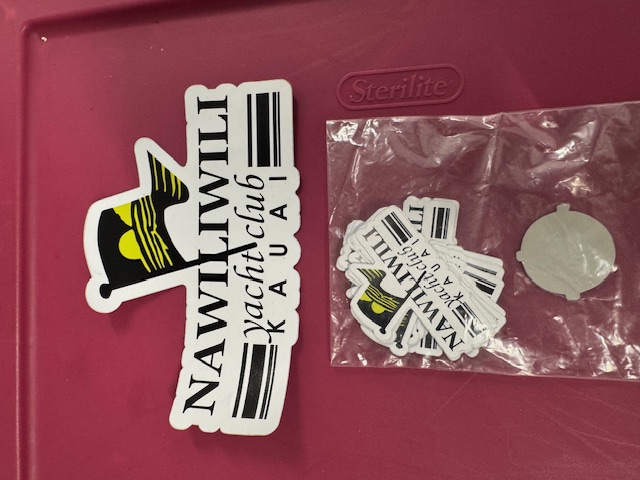 Sterilite
NAWILIWILI
yacht club
KAUAI
NAWILIWILI
yacht club
KAUAI